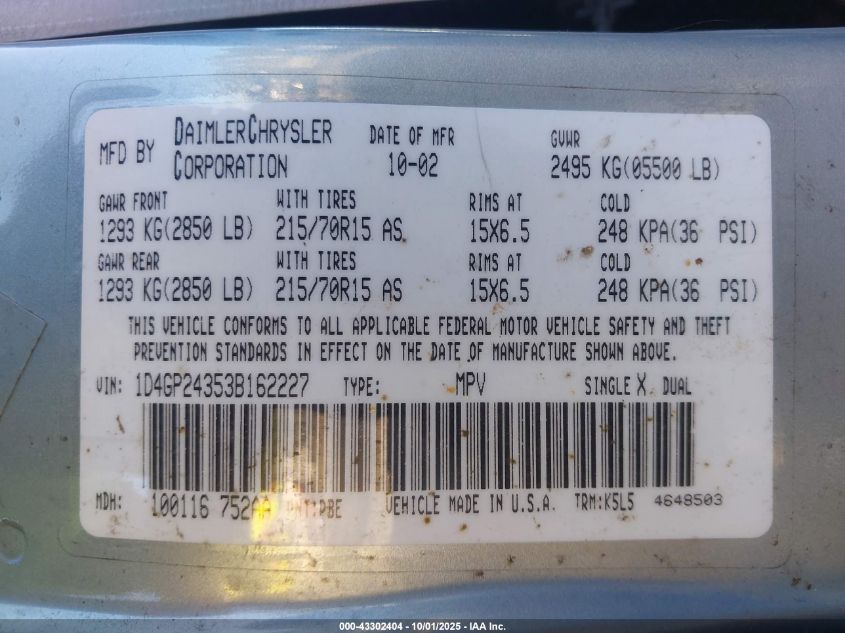 MFD BY DAIMLERCHRYSLER CORPORATION DATE OF MFR 10-02 GVWR 2495 KG(05500 LB)
GAWR FRONT WITH TIRES RIMS AT COLD
1293 KG(2850 LB) 215/70R15 AS 15X6.5 248 KPA(36 PSI)
GAWR REAR WITH TIRES RIMS AT COLD
1293 KG(2850 LB) 215/70R15 AS 15X6.5 248 KPA(36 PSI)
THIS VEHICLE CONFORMS TO ALL APPLICABLE FEDERAL MOTOR VEHICLE SAFETY AND THEFT
PREVENTION STANDARDS IN EFFECT ON THE DATE OF MANUFACTURE SHOWN ABOVE.
VIN: 1D4GP24353B162227 TYPE: MPV SINGLE X DUAL
MDH: 100116 752AA PNT:PBE VEHICLE MADE IN U.S.A. TRM:K5L5 4648503
000-43302404 - 10/01/2025 - IAA Inc.